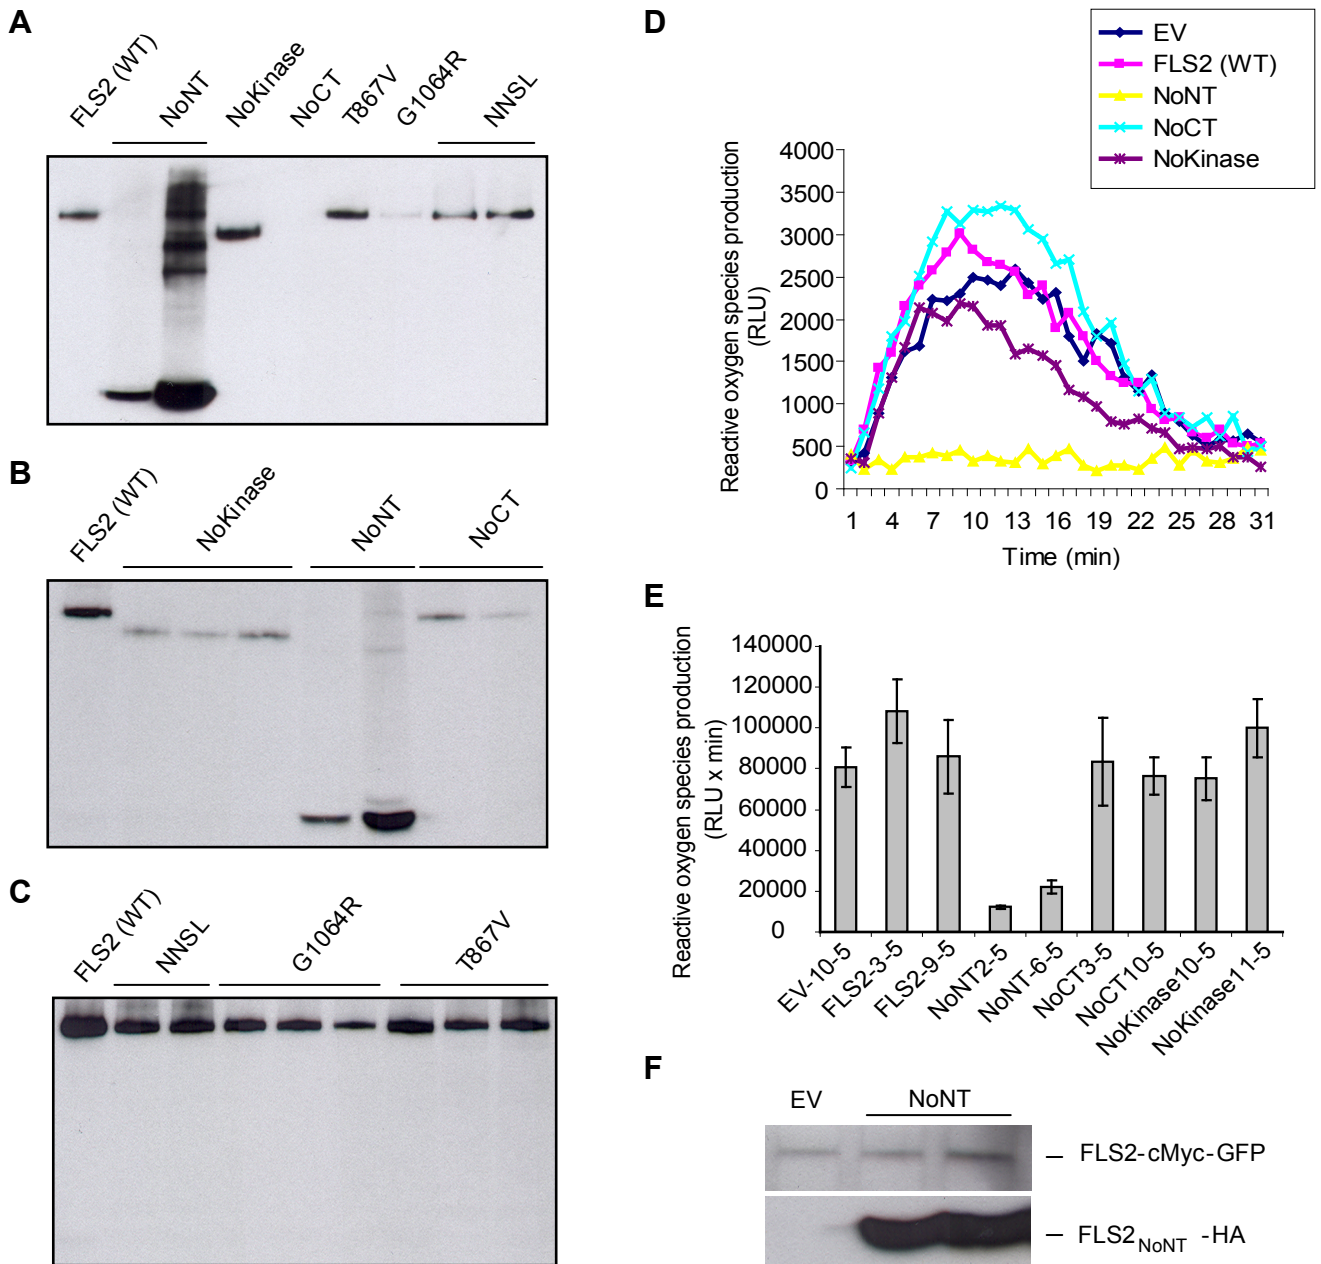 A
FLS2 (WT)
NoNT
NoKinase
NoCT
T867V
G1064R
NNSL
B
FLS2 (WT)
NoKinase
NoNT
NoCT
C
FLS2 (WT)
NNSL
G1064R
T867V
D
EV
FLS2 (WT)
NoNT
NoCT
NoKinase
Reactive oxygen species production
(RLU)
4000
3500
3000
2500
2000
1500
1000
500
0
1 4 7 10 13 16 19 22 25 28 31
Time (min)
E
Reactive oxygen species production
(RLU x min)
140000
120000
100000
80000
60000
40000
20000
0
EV-10-5
FLS2-3-5
FLS2-9-5
NoNT2-5
NoNT-6-5
NoCT3-5
NoCT10-5
NoKinase10-5
NoKinase11-5
F
EV NoNT
– FLS2-cMyc-GFP
– FLS2NoNT -HA